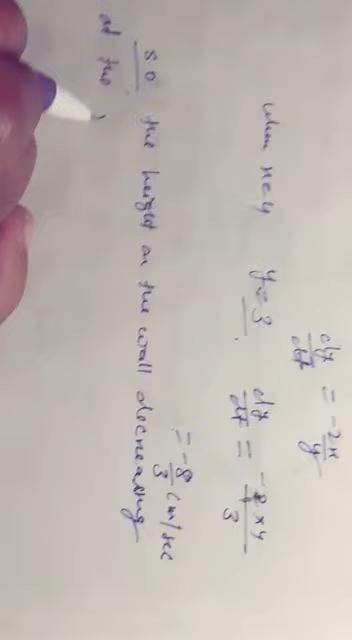 dy/dt = -2x/y
when x=4 y=3, dy/dt = -2×4/3
= -8/3 cm/sec
so the height on the wall decreasing
at the